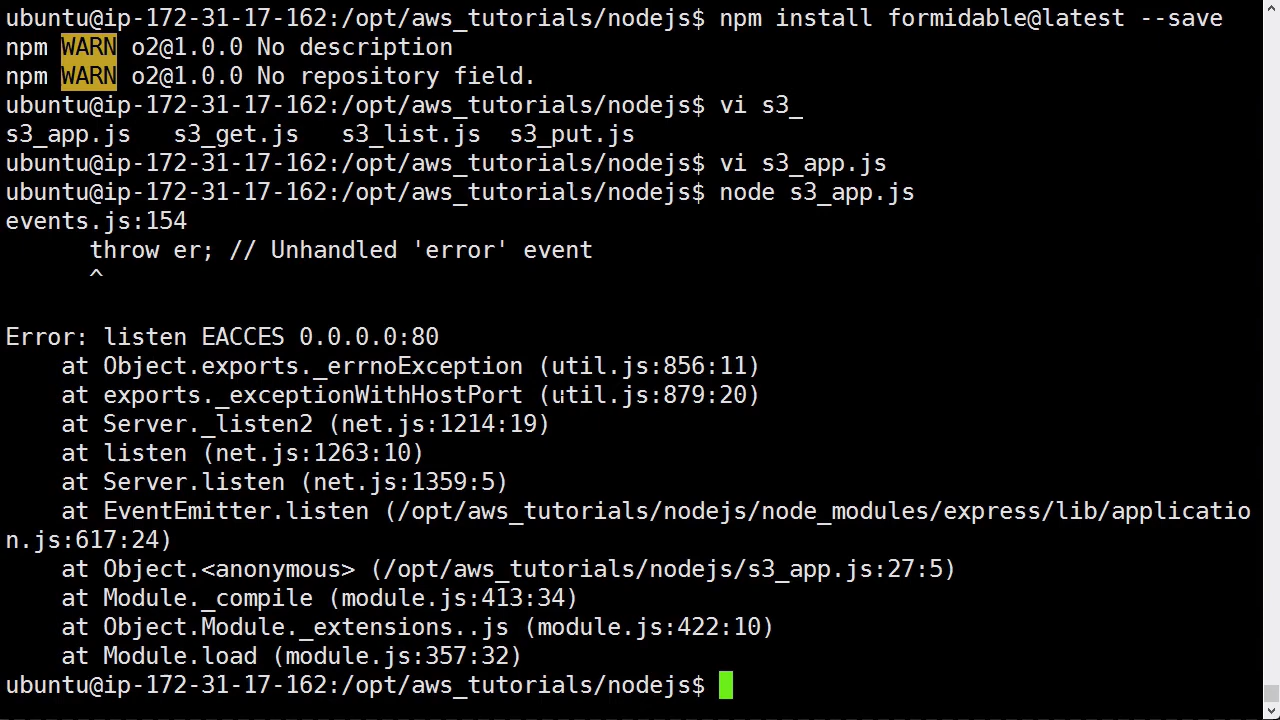 ubuntu@ip-172-31-17-162:/opt/aws_tutorials/nodejs$ npm install formidable@latest --save
npm WARN o2@1.0.0 No description
npm WARN o2@1.0.0 No repository field.
ubuntu@ip-172-31-17-162:/opt/aws_tutorials/nodejs$ vi s3_
s3_app.js   s3_get.js   s3_list.js  s3_put.js
ubuntu@ip-172-31-17-162:/opt/aws_tutorials/nodejs$ vi s3_app.js
ubuntu@ip-172-31-17-162:/opt/aws_tutorials/nodejs$ node s3_app.js
events.js:154
      throw er; // Unhandled 'error' event
      ^

Error: listen EACCES 0.0.0.0:80
    at Object.exports._errnoException (util.js:856:11)
    at exports._exceptionWithHostPort (util.js:879:20)
    at Server._listen2 (net.js:1214:19)
    at listen (net.js:1263:10)
    at Server.listen (net.js:1359:5)
    at EventEmitter.listen (/opt/aws_tutorials/nodejs/node_modules/express/lib/applicatio
n.js:617:24)
    at Object.<anonymous> (/opt/aws_tutorials/nodejs/s3_app.js:27:5)
    at Module._compile (module.js:413:34)
    at Object.Module._extensions..js (module.js:422:10)
    at Module.load (module.js:357:32)
ubuntu@ip-172-31-17-162:/opt/aws_tutorials/nodejs$